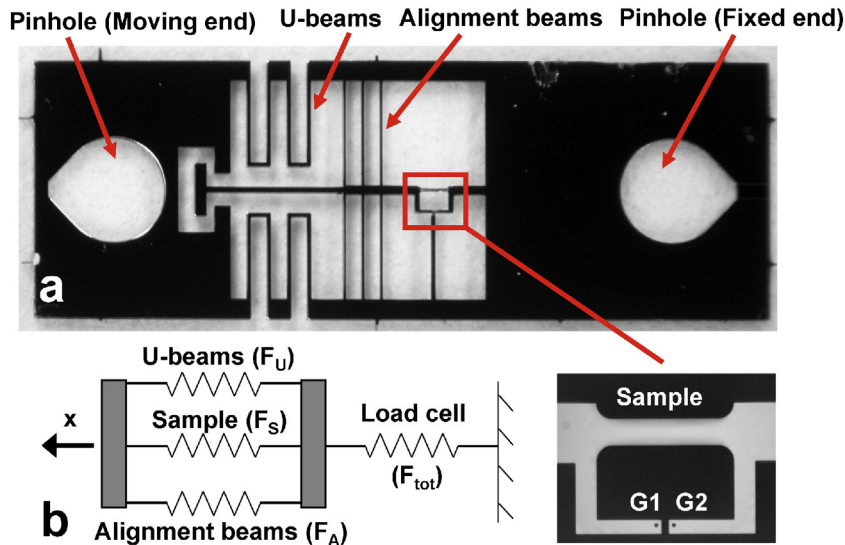 Pinhole (Moving end)
U-beams
Alignment beams
Pinhole (Fixed end)
a
U-beams (F_U)
x
Sample (F_S)
Load cell
(F_tot)
Alignment beams (F_A)
b
Sample
G1 G2